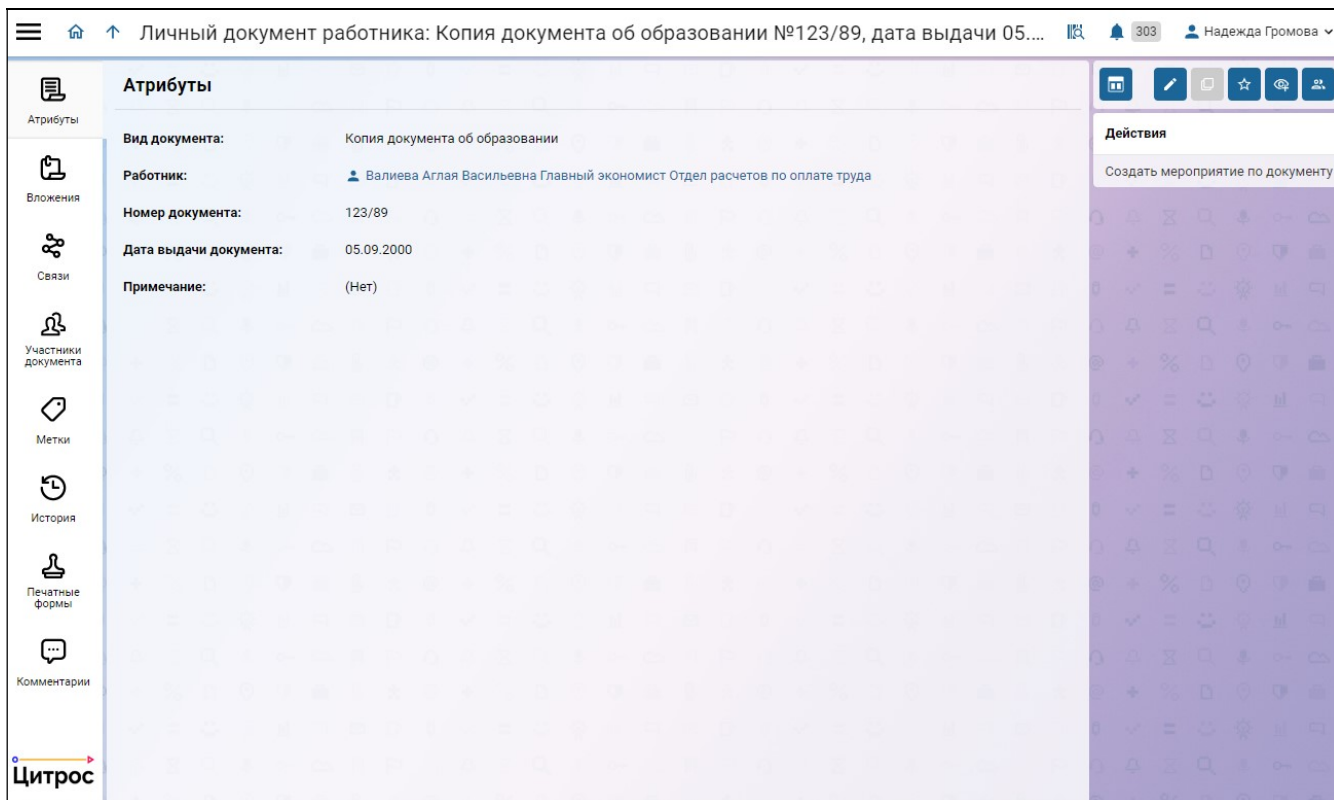 Личный документ работника: Копия документа об образовании №123/89, дата выдачи 05....
303
Надежда Громова
Атрибуты
Вложения
Связи
Участники
документа
Метки
История
Печатные
формы
Комментарии
Цитрос
Атрибуты
Вид документа: Копия документа об образовании
Работник: Валиева Аглая Васильевна Главный экономист Отдел расчетов по оплате труда
Номер документа: 123/89
Дата выдачи документа: 05.09.2000
Примечание: (Нет)
Действия
Создать мероприятие по документу